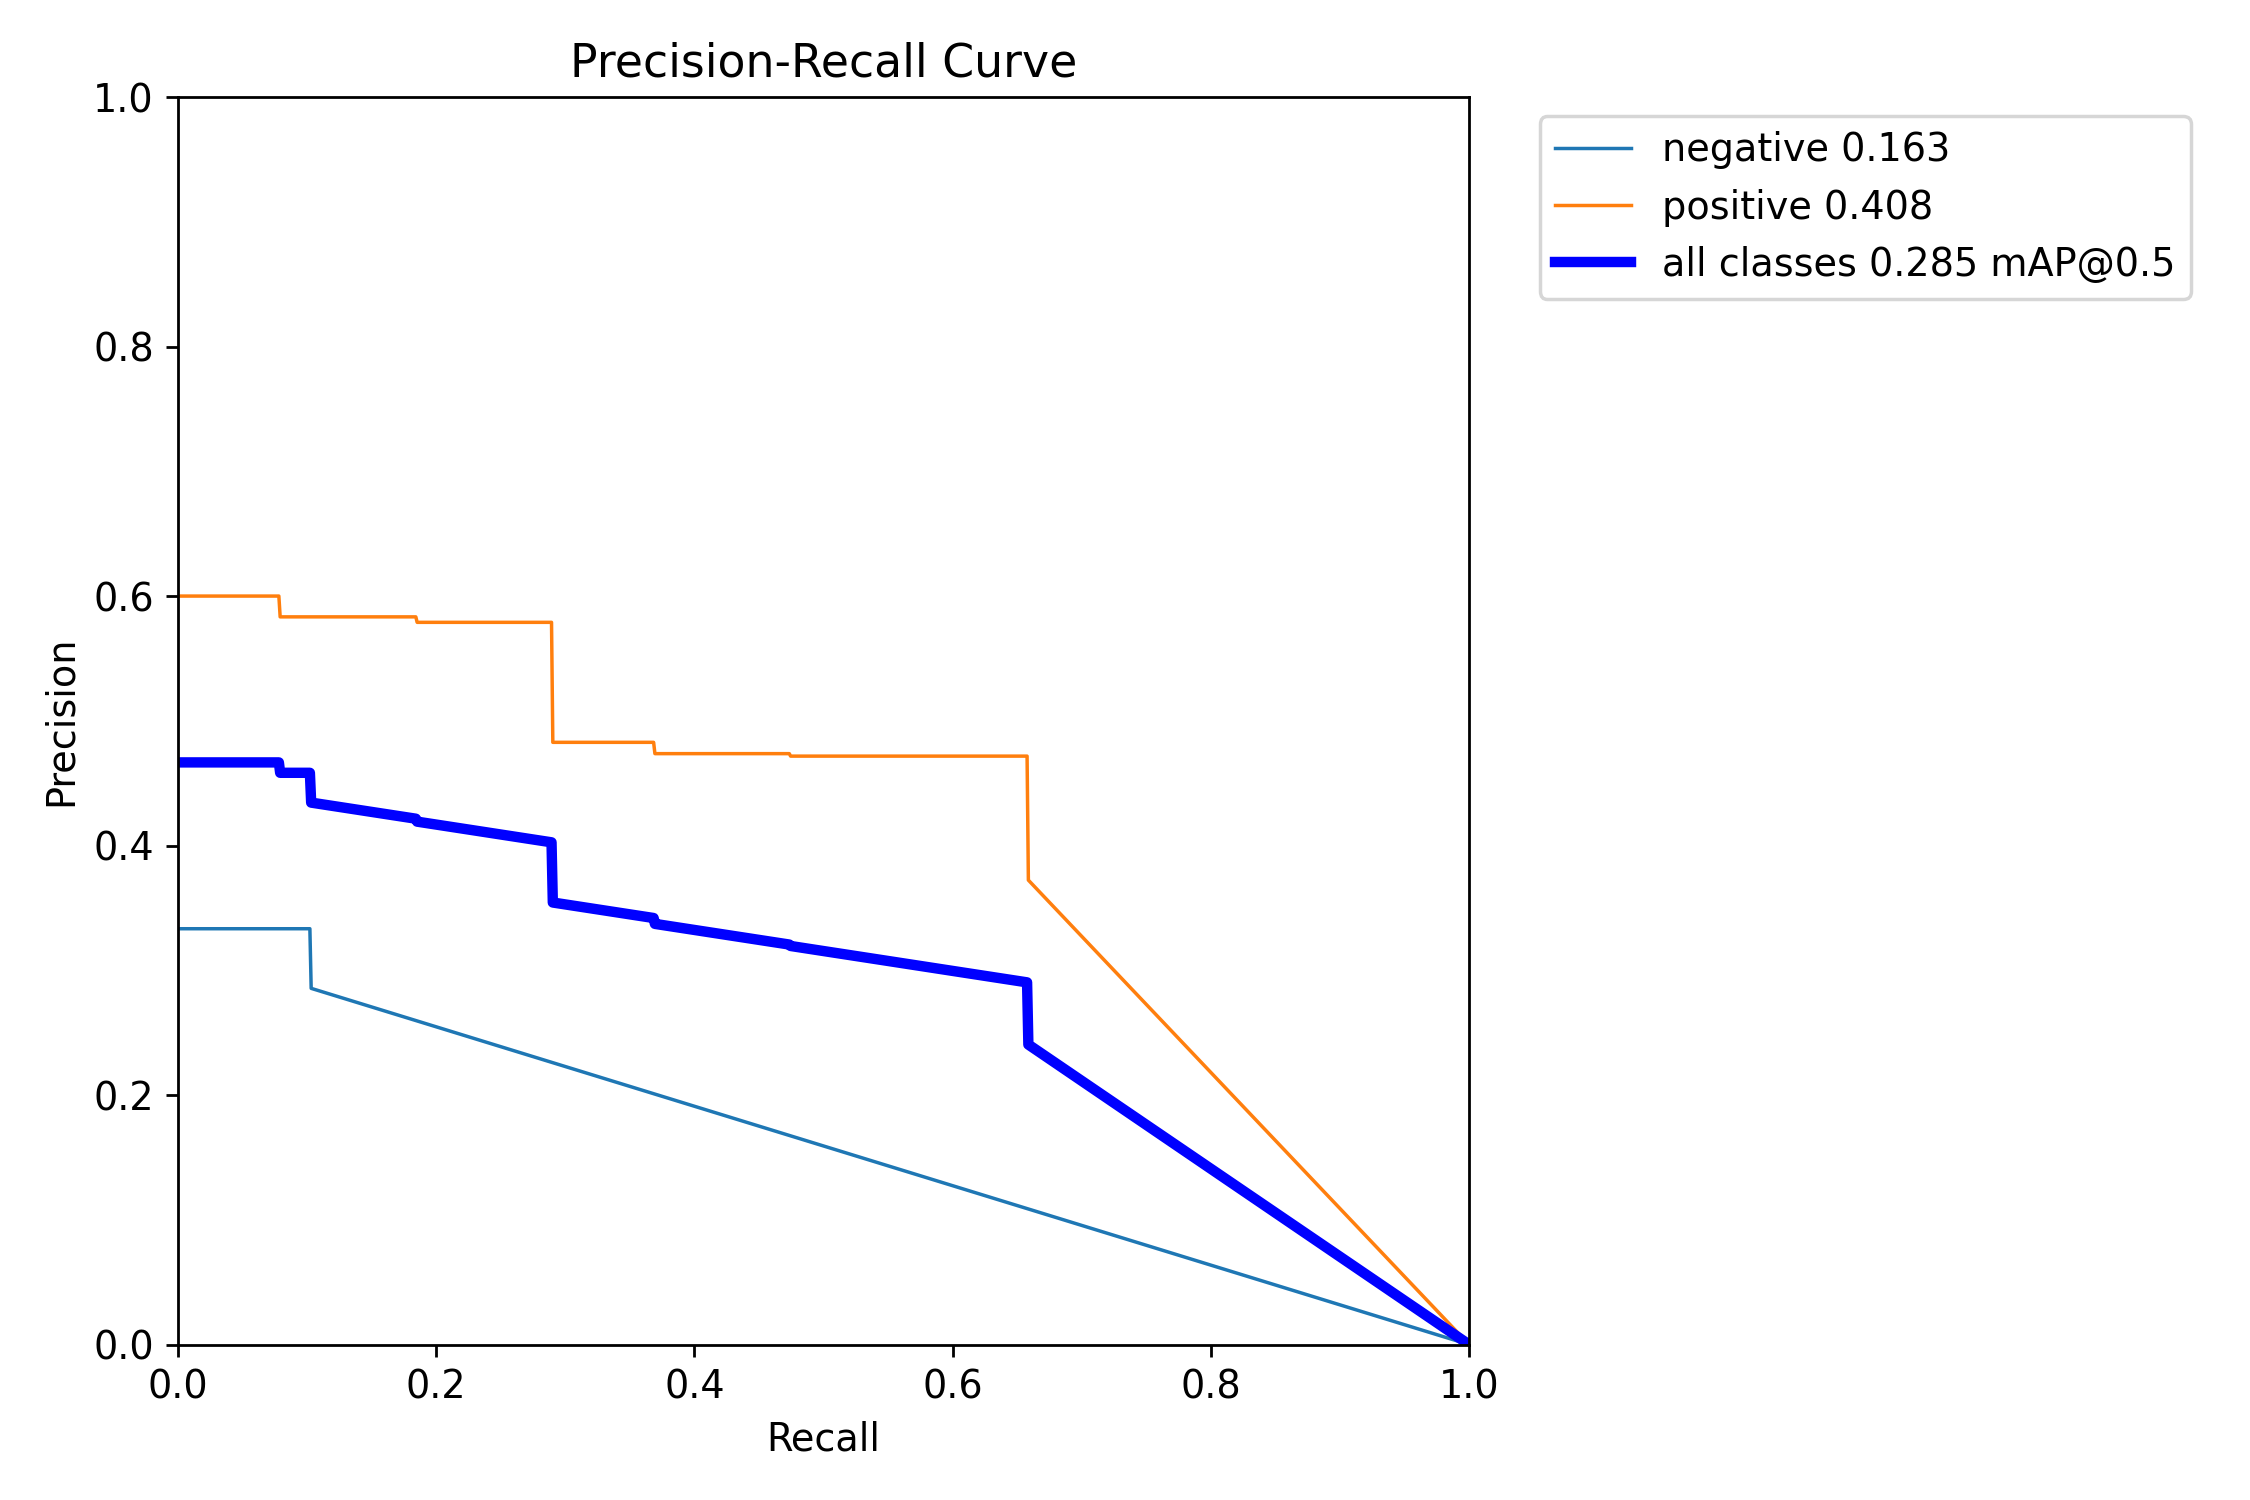 Precision-Recall Curve
1.0
0.8
0.6
0.4
0.2
0.0
Precision
0.0 0.2 0.4 0.6 0.8 1.0
Recall
negative 0.163
positive 0.408
all classes 0.285 mAP@0.5